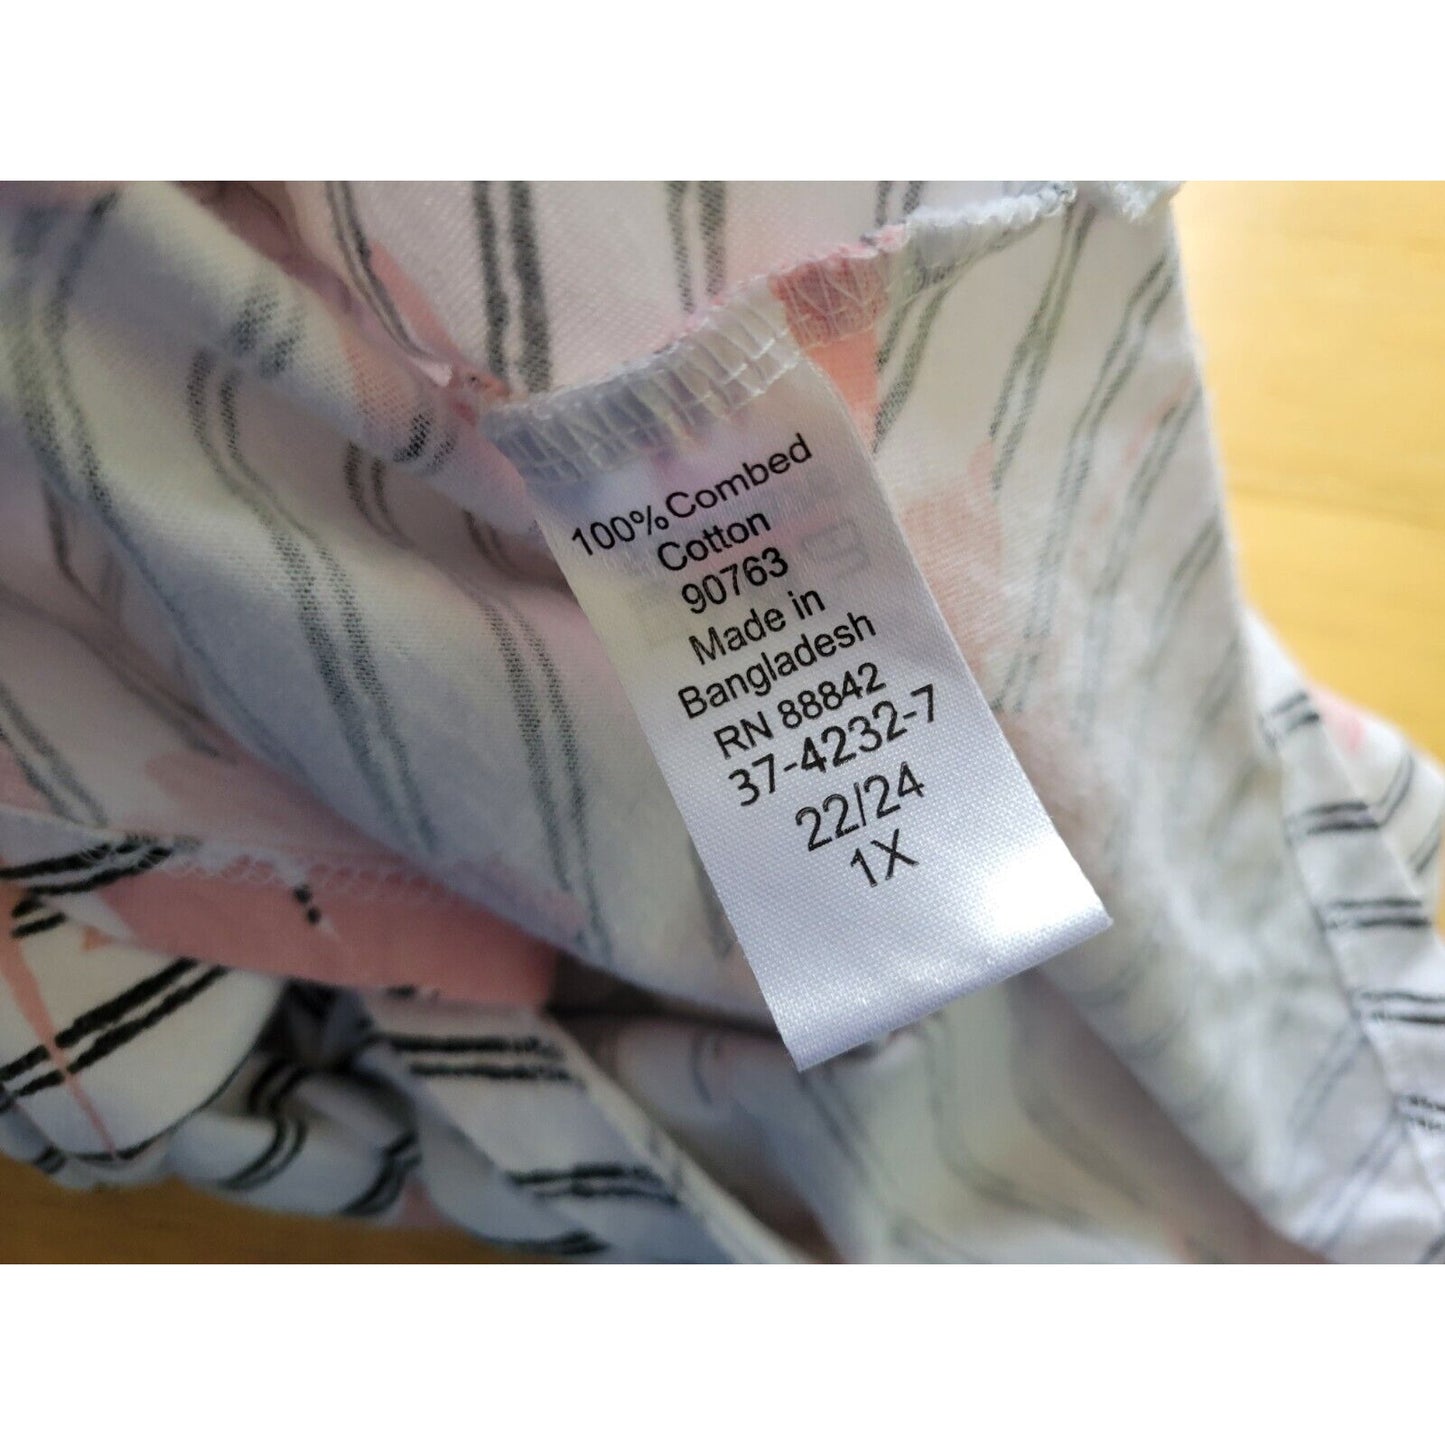 100% Combed
Cotton
90763
Made in
Bangladesh
RN 88842
37-4232-7
22/24
1X